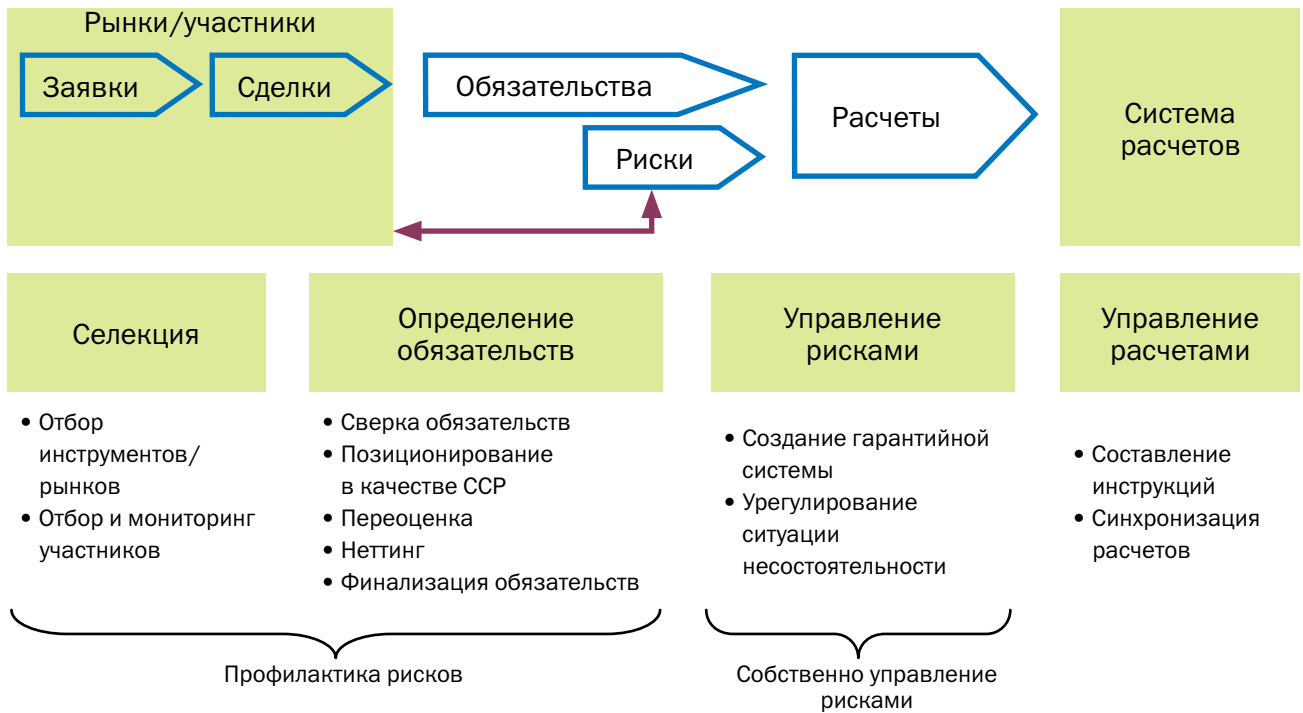 Рынки/участники
Заявки
Сделки
Обязательства
Риски
Расчеты
Система
расчетов
Селекция
• Отбор
инструментов/
рынков
• Отбор и мониторинг
участников
Определение
обязательств
• Сверка обязательств
• Позиционирование
в качестве ССР
• Переоценка
• Неттинг
• Финализация обязательств
Профилактика рисков
Управление
рисками
• Создание гарантийной
системы
• Урегулирование
ситуации
несостоятельности
Собственно управление
рисками
Управление
расчетами
• Составление
инструкций
• Синхронизация
расчетов